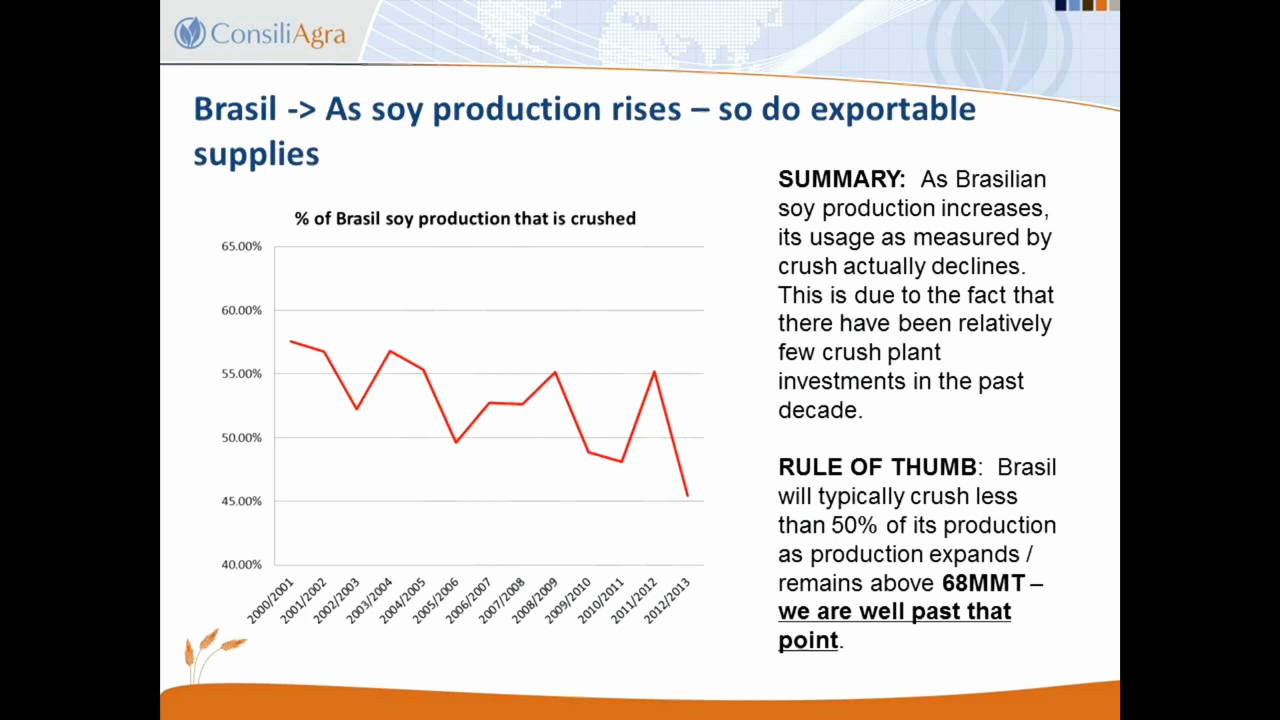 ConsiliAgra
Brasil -> As soy production rises – so do exportable
supplies
% of Brasil soy production that is crushed
65.00%
60.00%
55.00%
50.00%
45.00%
40.00%
2000/2001
2001/2002
2002/2003
2003/2004
2004/2005
2005/2006
2006/2007
2007/2008
2008/2009
2009/2010
2010/2011
2011/2012
2012/2013
SUMMARY: As Brasilian
soy production increases,
its usage as measured by
crush actually declines.
This is due to the fact that
there have been relatively
few crush plant
investments in the past
decade.
RULE OF THUMB: Brasil
will typically crush less
than 50% of its production
as production expands /
remains above 68MMT –
we are well past that
point.